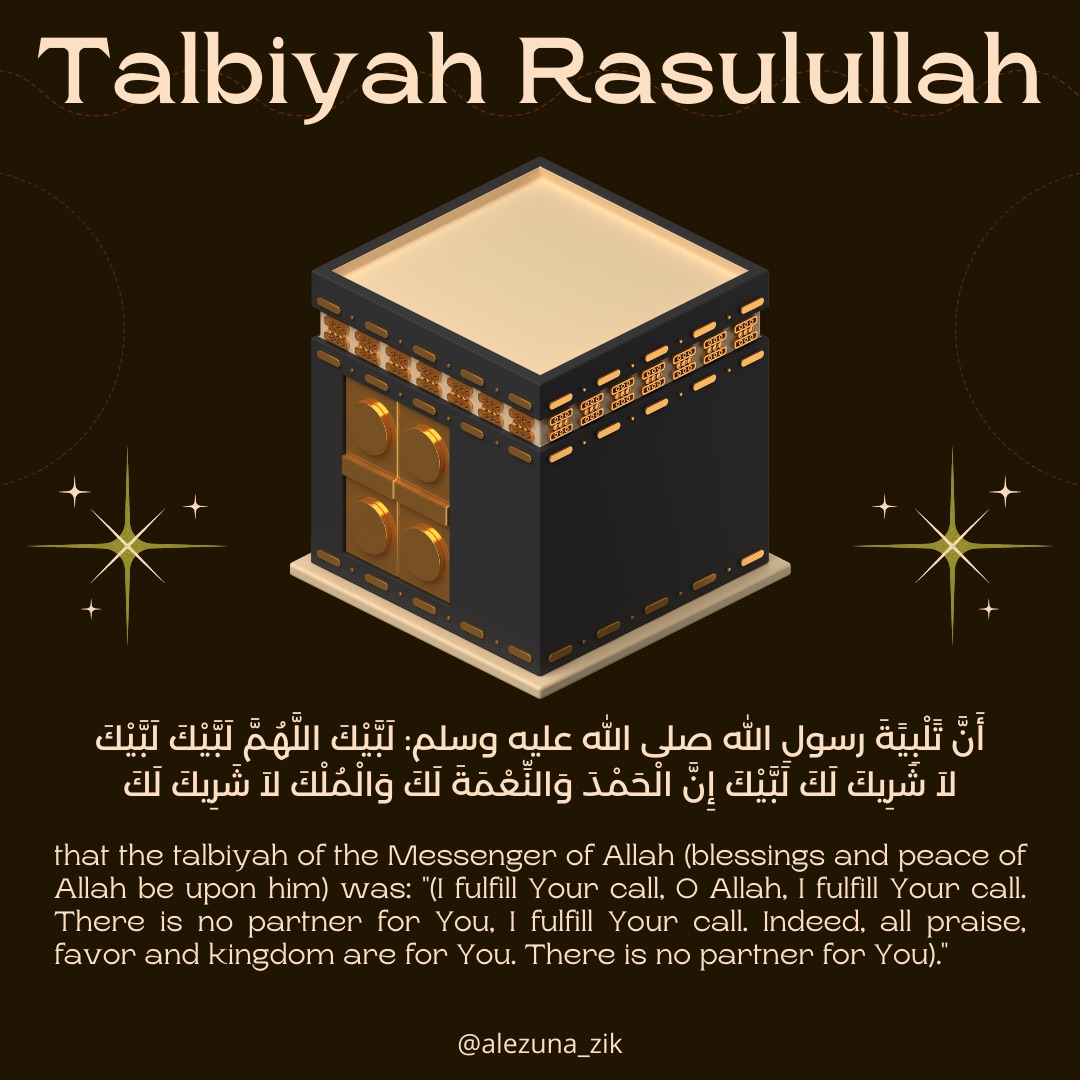 Talbiyah Rasulullah
أَنَّ تَلْبِيَةَ رسول الله صلى الله عليه وسلم: لَبَّيْكَ اللَّهُمَّ لَبَّيْكَ لَبَّيْكَ
لاَ شَرِيكَ لَكَ لَبَّيْكَ إِنَّ الْحَمْدَ وَالنِّعْمَةَ لَكَ وَالْمُلْكَ لاَ شَرِيكَ لَكَ
that the talbiyah of the Messenger of Allah (blessings and peace of
Allah be upon him) was: "(I fulfill Your call, O Allah, I fulfill Your call.
There is no partner for You, I fulfill Your call. Indeed, all praise,
favor and kingdom are for You. There is no partner for You)."
@alezuna_zik